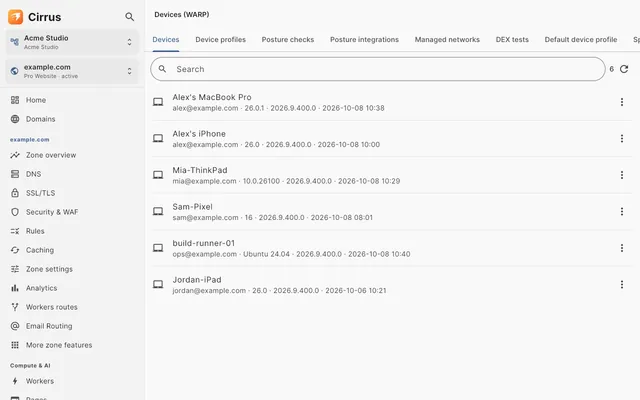 Cirrus
Acme Studio
Acme Studio
example.com
Pro Website · active
Home
Domains
example.com
Zone overview
DNS
SSL/TLS
Security & WAF
Rules
Caching
Zone settings
Analytics
Workers routes
Email Routing
More zone features
Compute & AI
Workers
Pages
Devices (WARP)
Devices
Device profiles
Posture checks
Posture integrations
Managed networks
DEX tests
Default device profile
Search
6
Alex's MacBook Pro
alex@example.com · 26.0.1 · 2026.9.400.0 · 2026-10-08 10:38
Alex's iPhone
alex@example.com · 26.0 · 2026.9.400.0 · 2026-10-08 10:00
Mia-ThinkPad
mia@example.com · 10.0.26100 · 2026.9.400.0 · 2026-10-08 10:29
Sam-Pixel
sam@example.com · 16 · 2026.9.400.0 · 2026-10-08 08:01
build-runner-01
ops@example.com · Ubuntu 24.04 · 2026.9.400.0 · 2026-10-08 10:40
Jordan-iPad
jordan@example.com · 26.0 · 2026.9.400.0 · 2026-10-06 10:21